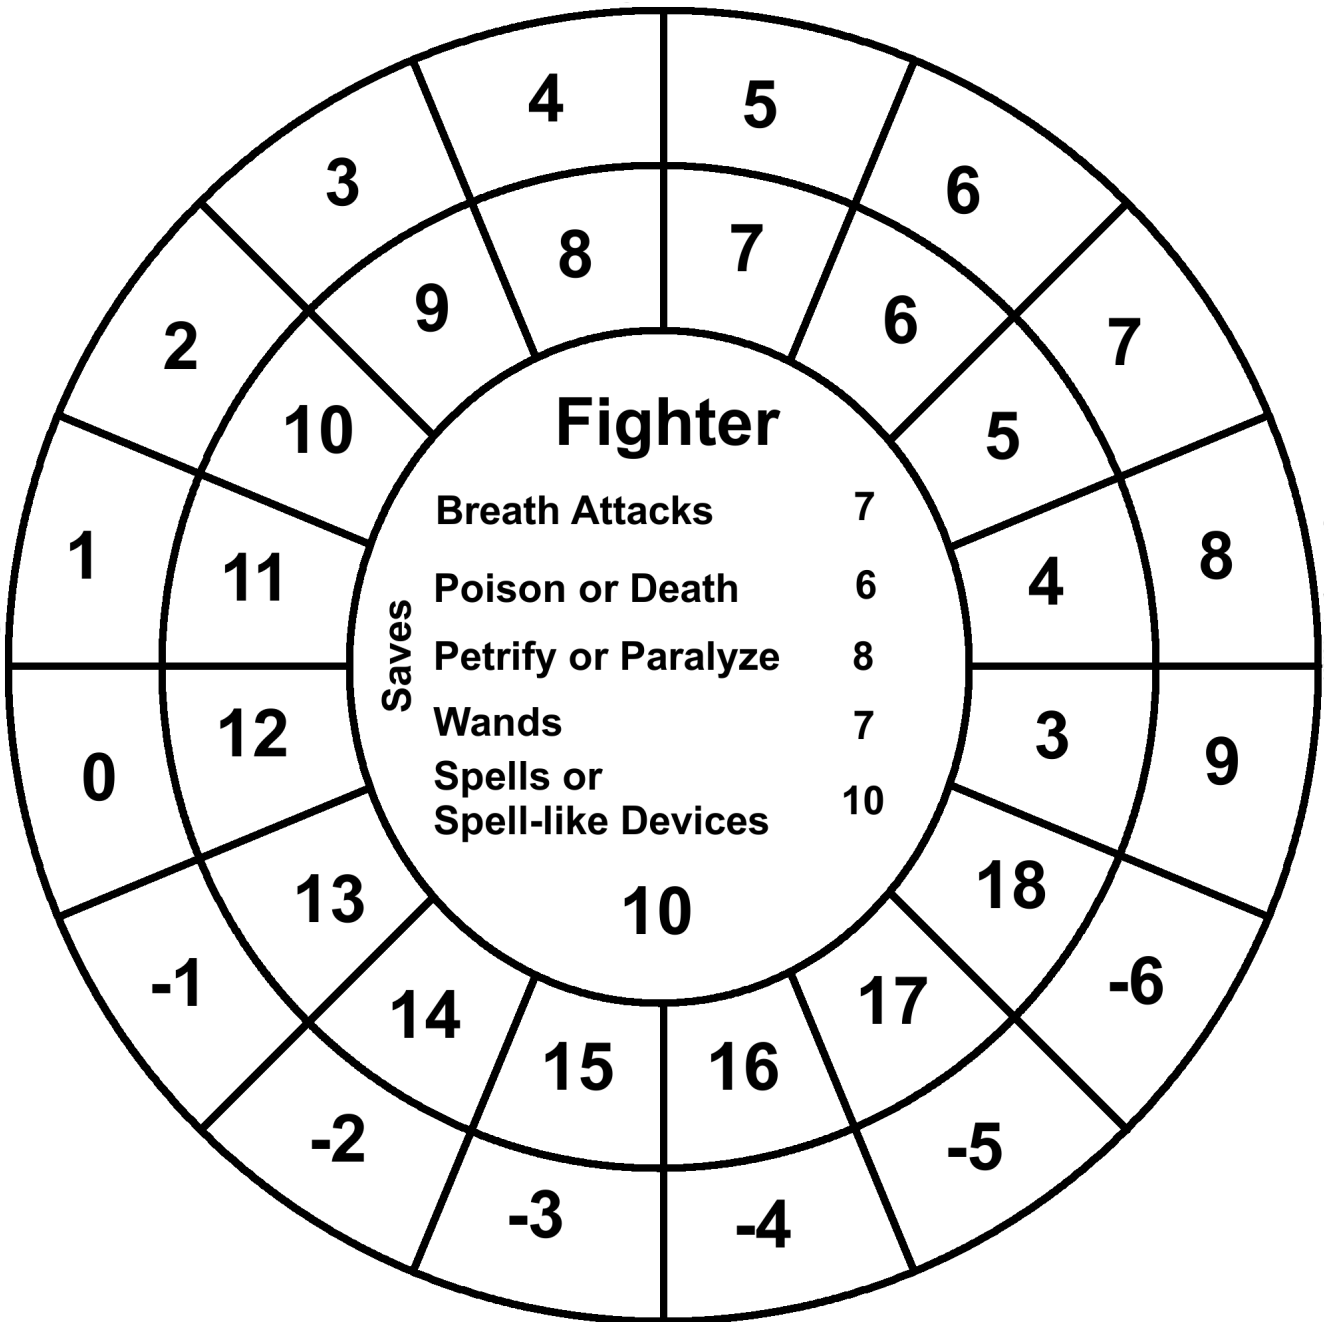 4 5
3 6
8 7
2 9 6 7
10 5
Fighter
Breath Attacks 7
1 11 4 8
Poison or Death 6
Saves
Petrify or Paralyze 8
Wands 7
0 12 3 9
Spells or
Spell-like Devices 10
13 10 18
-1 -6
14 17
15 16
-2 -5
-3 -4